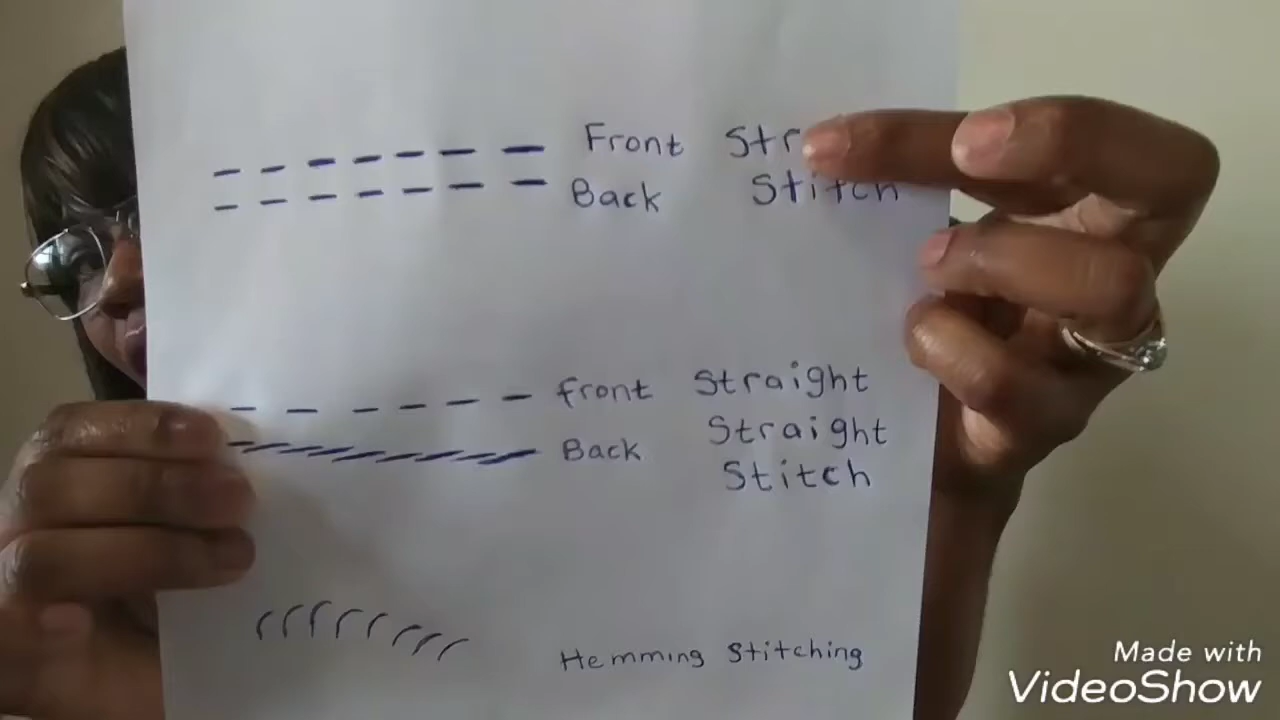 Front Str
Back Stitch
front Straight
Back Straight
Stitch
Hemming Stitching
Made with
VideoShow